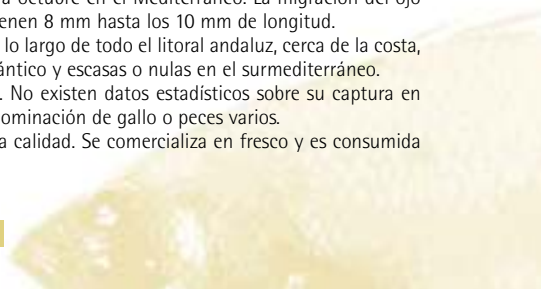 a octubre en el Mediterráneo. La migración del ojo
enen 8 mm hasta los 10 mm de longitud.
lo largo de todo el litoral andaluz, cerca de la costa,
ántico y escasas o nulas en el surmediterráneo.
. No existen datos estadísticos sobre su captura en
ominación de gallo o peces varios.
a calidad. Se comercializa en fresco y es consumida